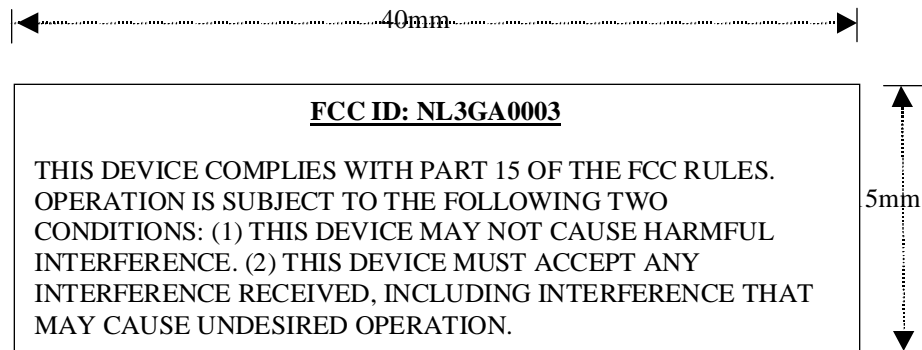 40mm
FCC ID: NL3GA0003
THIS DEVICE COMPLIES WITH PART 15 OF THE FCC RULES.
OPERATION IS SUBJECT TO THE FOLLOWING TWO
5mm
CONDITIONS: (1) THIS DEVICE MAY NOT CAUSE HARMFUL
INTERFERENCE. (2) THIS DEVICE MUST ACCEPT ANY
INTERFERENCE RECEIVED, INCLUDING INTERFERENCE THAT
MAY CAUSE UNDESIRED OPERATION.